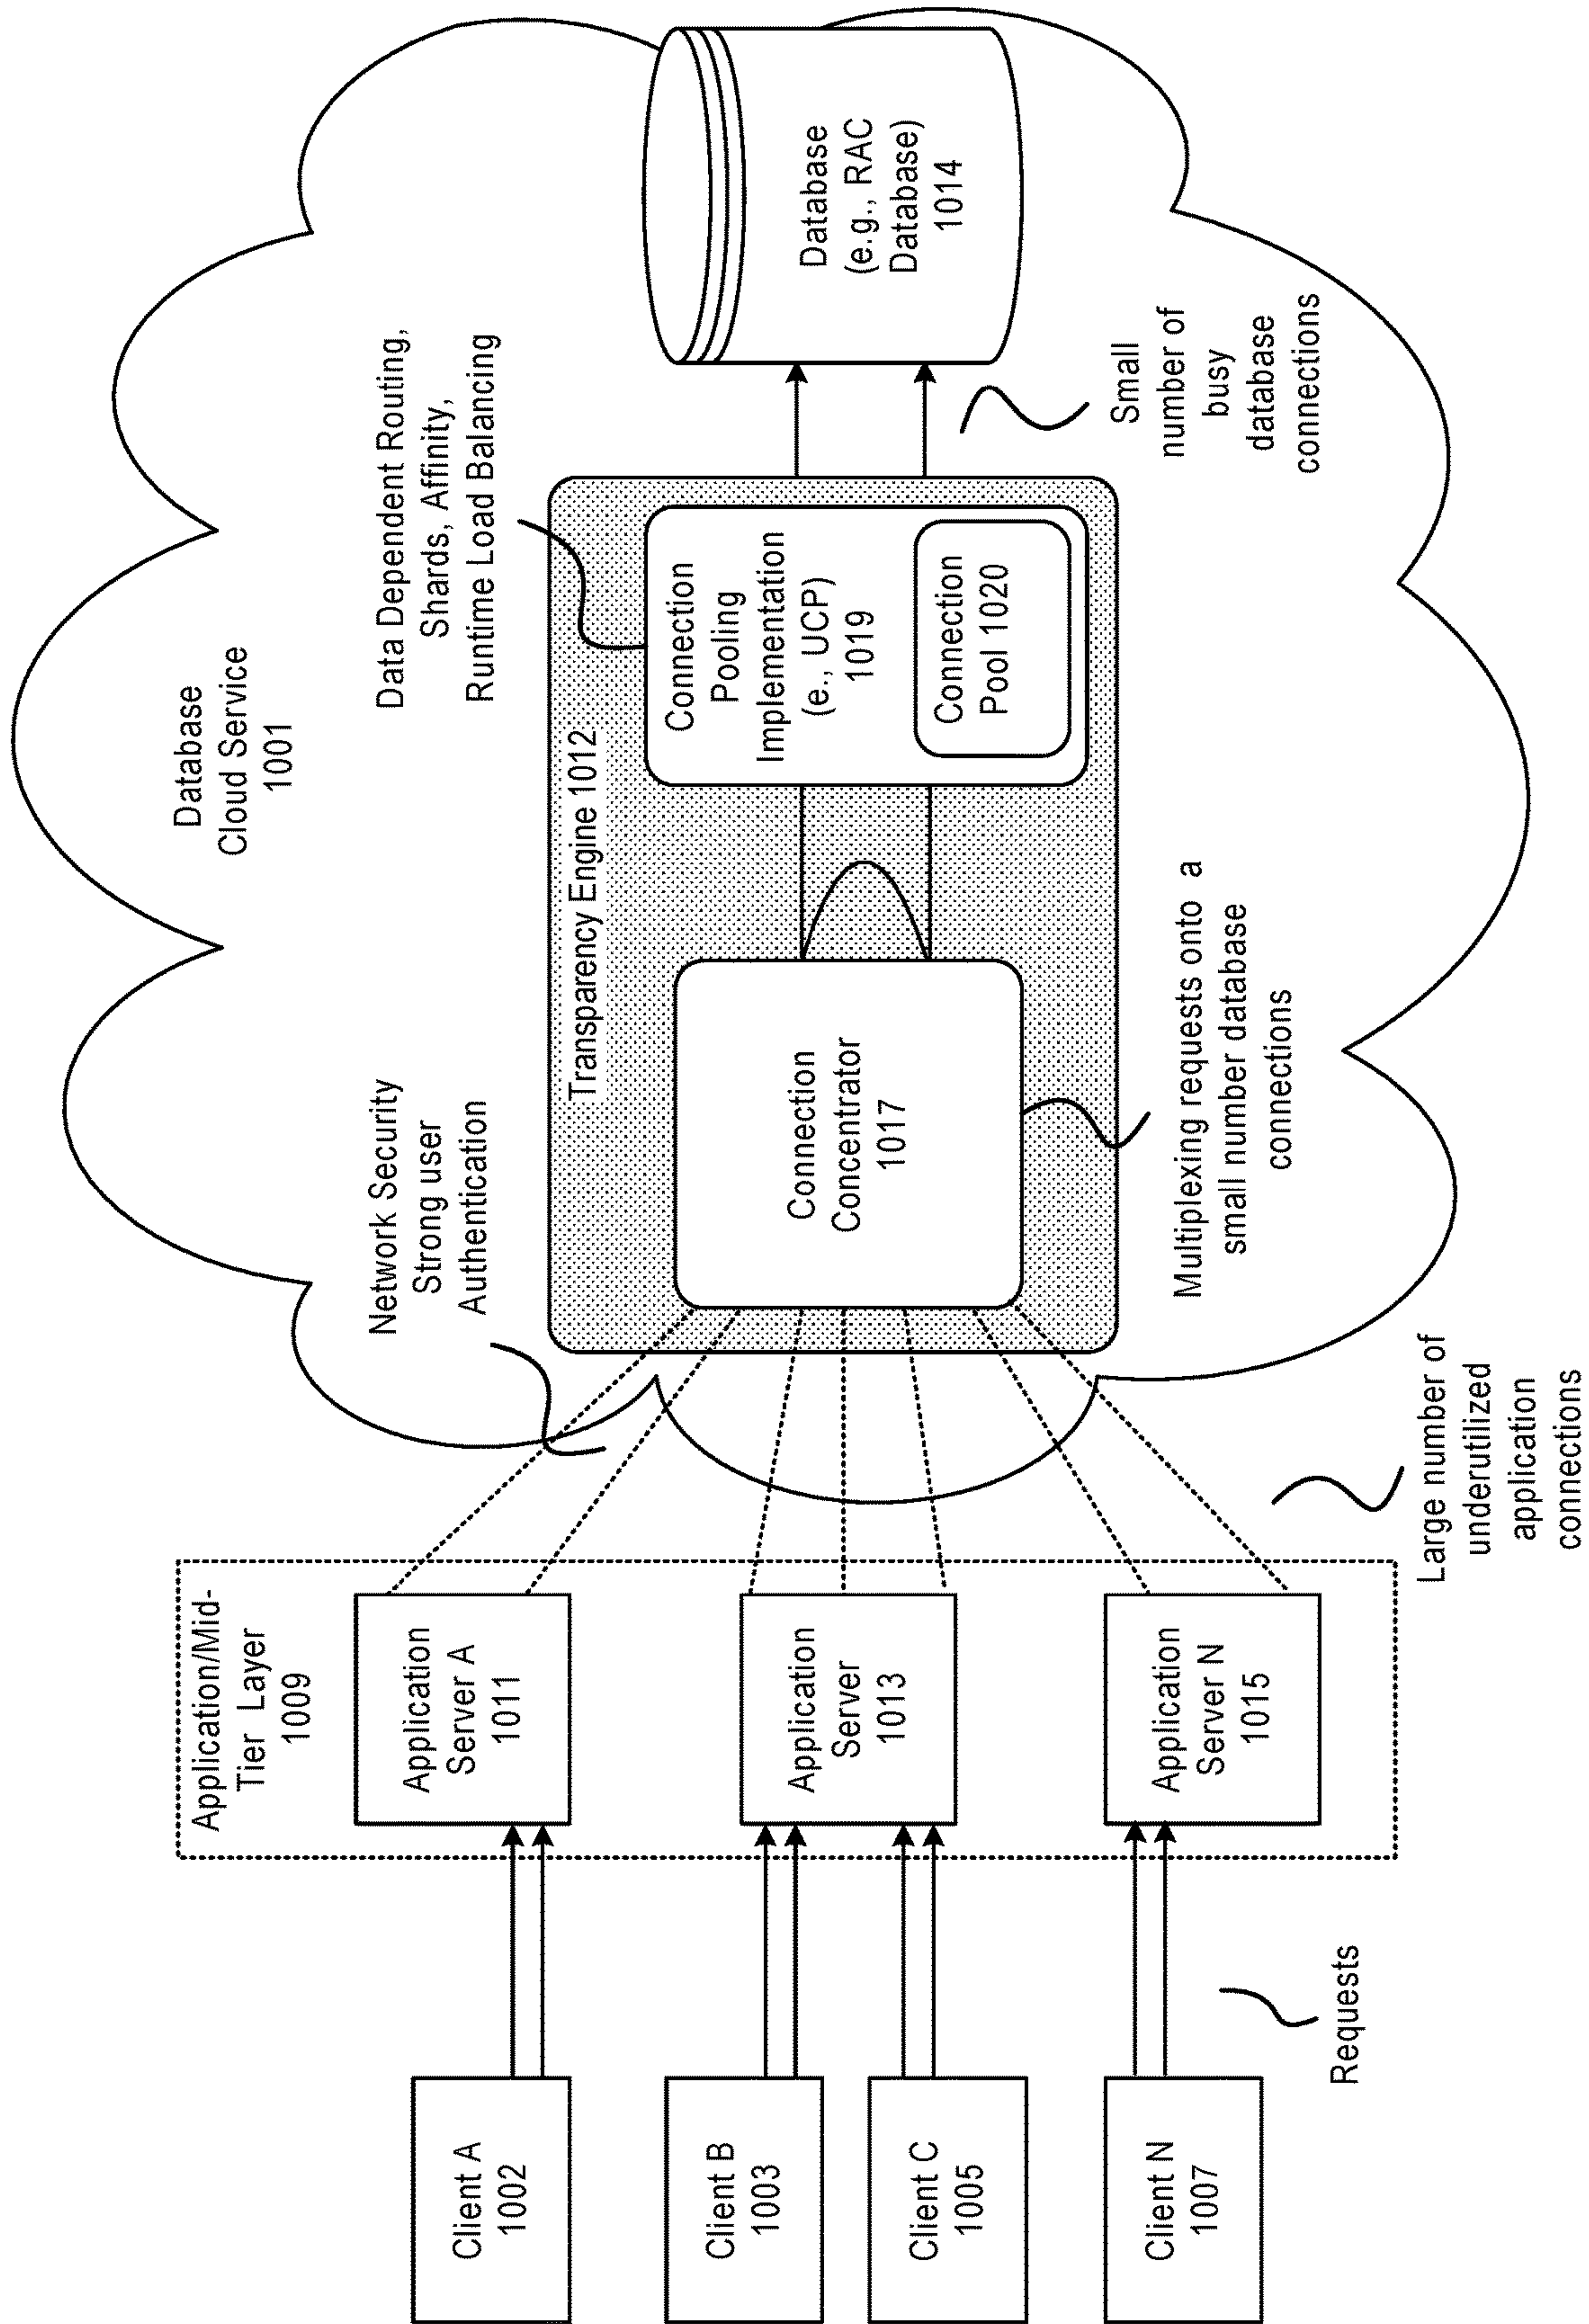 Database
Cloud Service
1001
Client A
1002
Client B
1003
Client C
1005
Client N
1007
Requests
Application/Mid-
Tier Layer
1009
Application
Server A
1011
Application
Server
1013
Application
Server N
1015
Large number of
underutilized
application
connections
Network Security
Strong user
Authentication
Transparency Engine 1012
Connection
Concentrator
1017
Multiplexing requests onto a
small number database
connections
Data Dependent Routing,
Shards, Affinity,
Runtime Load Balancing
Connection
Pooling
Implementation
(e., UCP)
1019
Connection
Pool 1020
Small
number of
busy
database
connections
Database
(e.g., RAC
Database)
1014